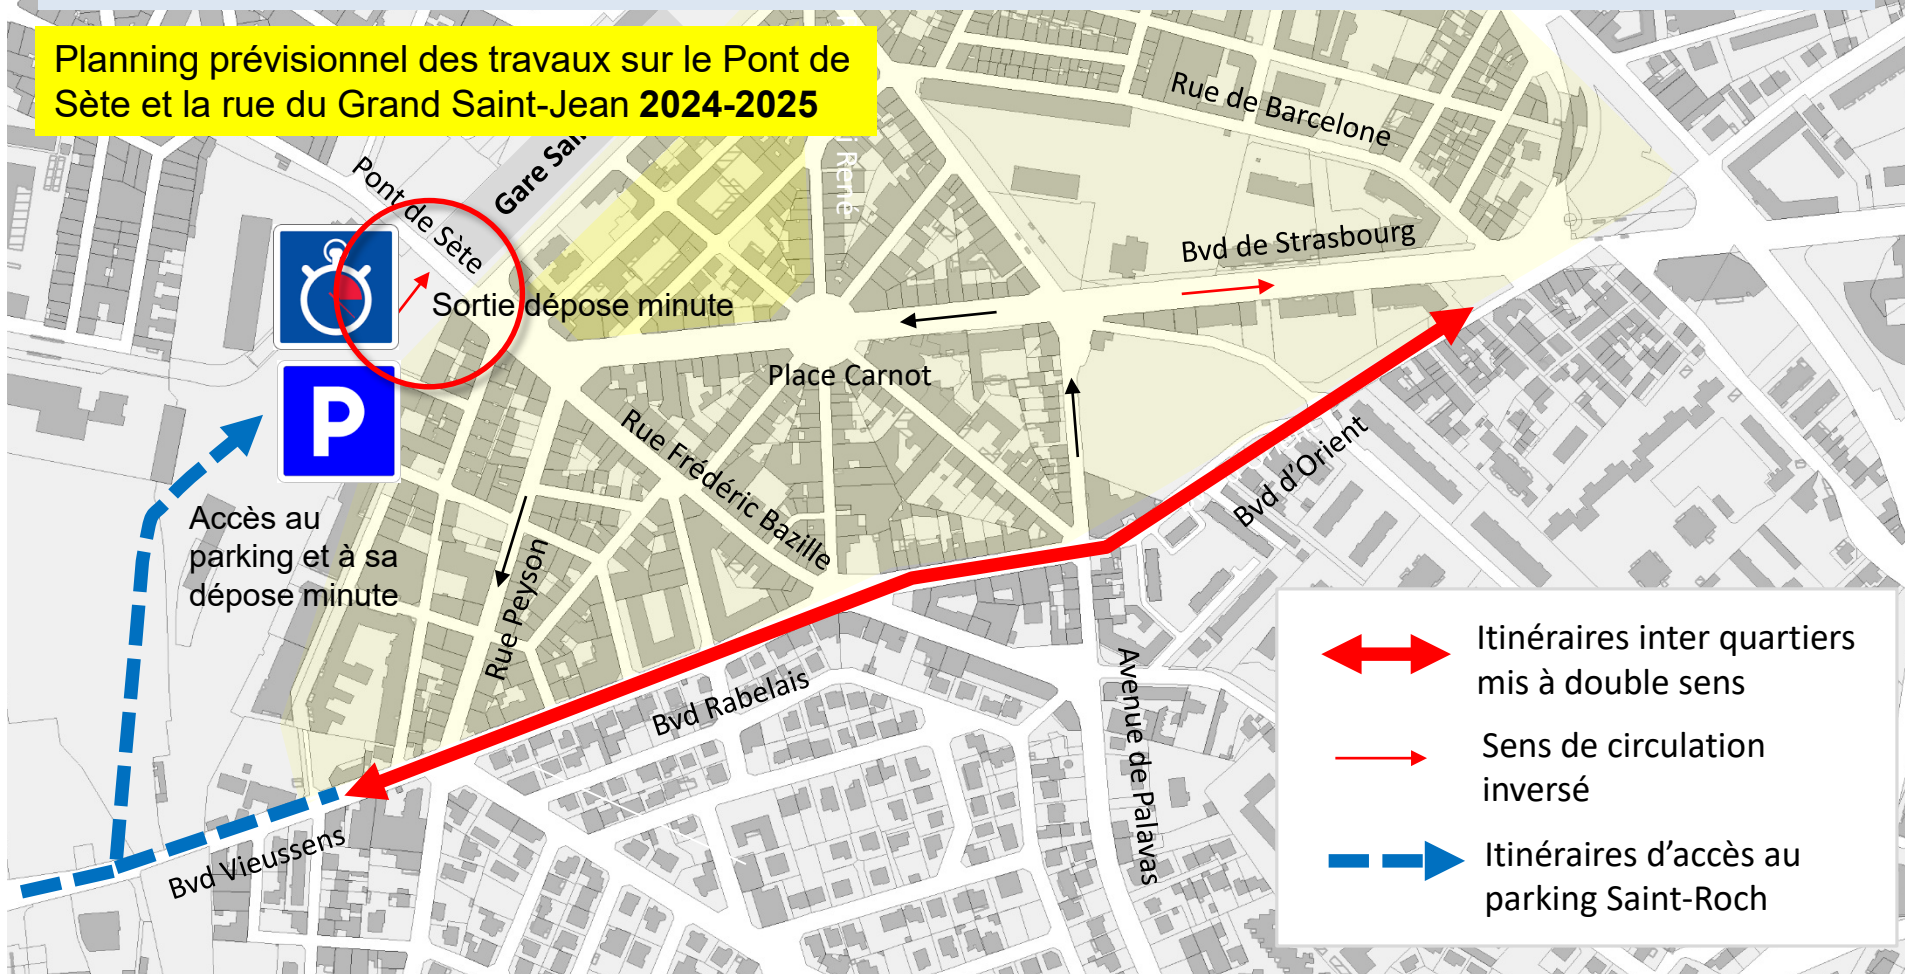 Planning prévisionnel des travaux sur le Pont de
Sète et la rue du Grand Saint-Jean 2024-2025
Rue de Barcelone
Gare
Pont de Sète
René
Bvd de Strasbourg
Sortie dépose minute
Place Carnot
P
Rue Frédéric Bazille
Bvd d'Orient
Accès au
parking et à sa
dépose minute
Rue Peyson
Bvd Rabelais
Avenue de Palavas
Bvd Vieussens
Itinéraires inter quartiers
mis à double sens
Sens de circulation
inversé
Itinéraires d'accès au
parking Saint-Roch